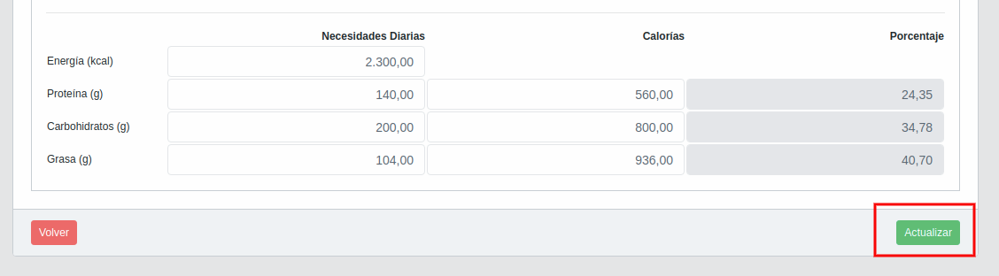 Necesidades Diarias Calorías Porcentaje
Energía (kcal) 2.300,00
Proteína (g) 140,00 560,00 24,35
Carbohidratos (g) 200,00 800,00 34,78
Grasa (g) 104,00 936,00 40,70
Volver Actualizar